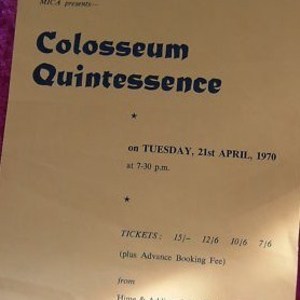 MICA presents—
Colosseum
Quintessence
on TUESDAY, 21st APRIL, 1970
at 7-30 p.m.
TICKETS: 15/- 12/6 10/6 7/6
(plus Advance Booking Fee)
from